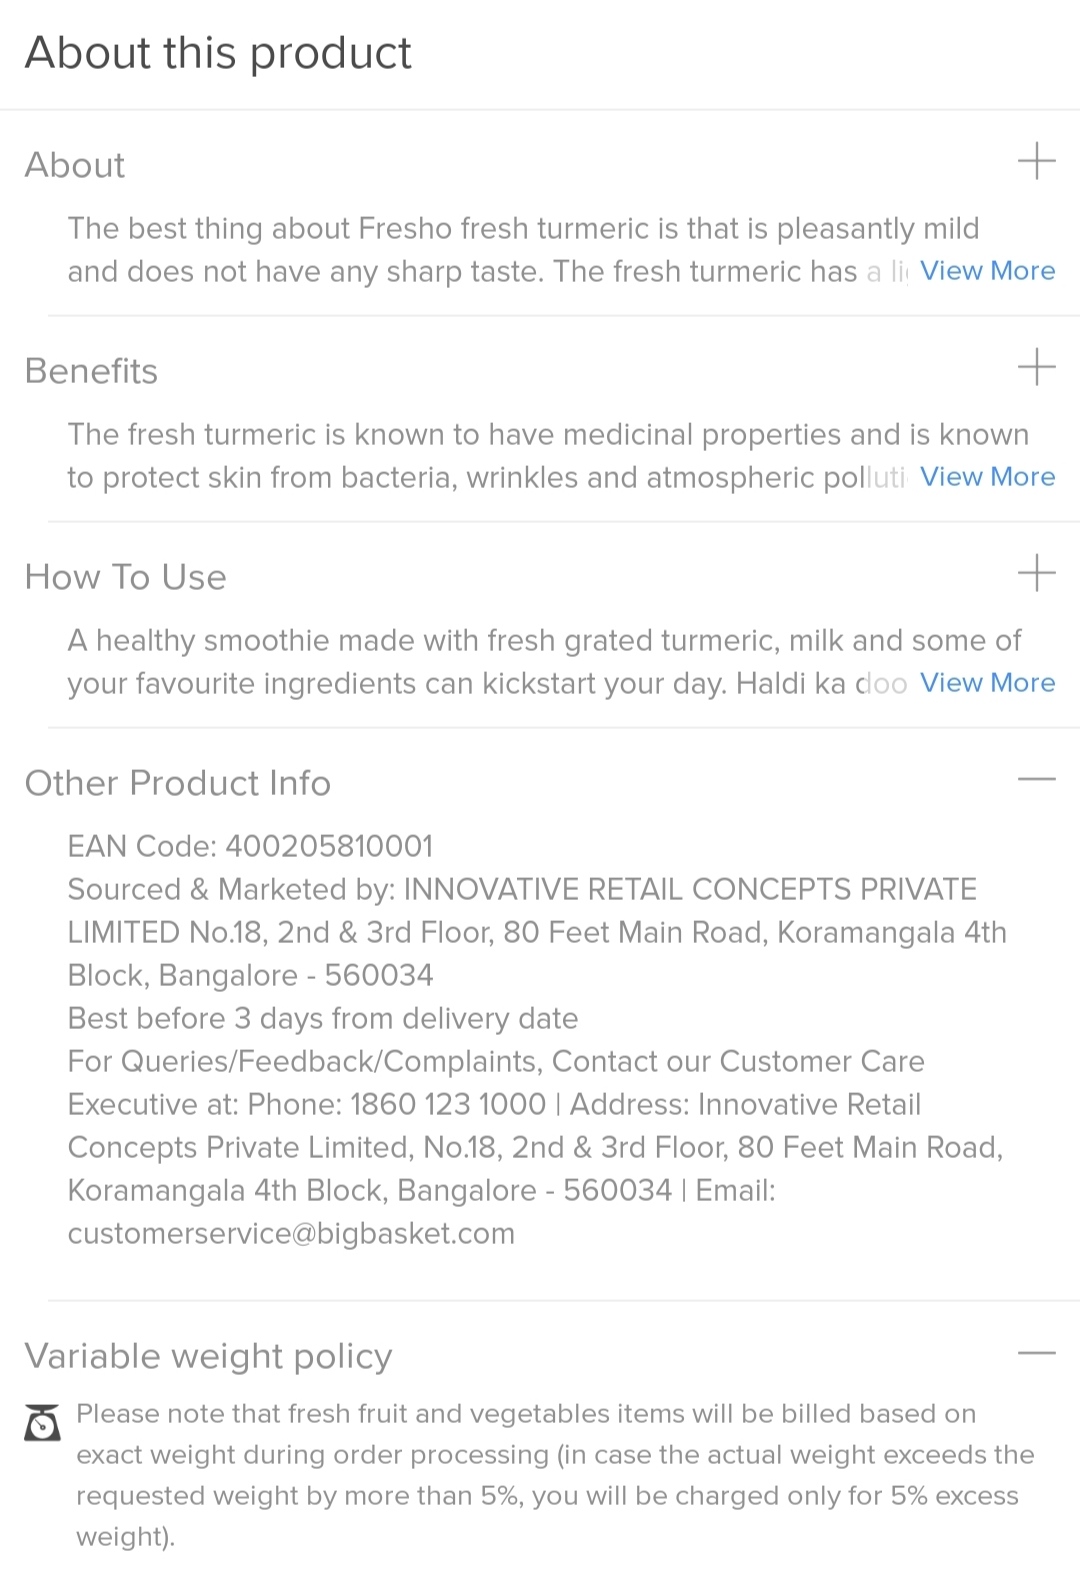 About this product
About
The best thing about Fresho fresh turmeric is that is pleasantly mild
and does not have any sharp taste. The fresh turmeric has a View More
Benefits
The fresh turmeric is known to have medicinal properties and is known
to protect skin from bacteria, wrinkles and atmospheric polluti View More
How To Use
A healthy smoothie made with fresh grated turmeric, milk and some of
your favourite ingredients can kickstart your day. Haldi ka doo View More
Other Product Info
EAN Code: 400205810001
Sourced & Marketed by: INNOVATIVE RETAIL CONCEPTS PRIVATE
LIMITED No.18, 2nd & 3rd Floor, 80 Feet Main Road, Koramangala 4th
Block, Bangalore - 560034
Best before 3 days from delivery date
For Queries/Feedback/Complaints, Contact our Customer Care
Executive at: Phone: 1860 123 1000 | Address: Innovative Retail
Concepts Private Limited, No.18, 2nd & 3rd Floor, 80 Feet Main Road,
Koramangala 4th Block, Bangalore - 560034 | Email:
customerservice@bigbasket.com
Variable weight policy
Please note that fresh fruit and vegetables items will be billed based on
exact weight during order processing (in case the actual weight exceeds the
requested weight by more than 5%, you will be charged only for 5% excess
weight).